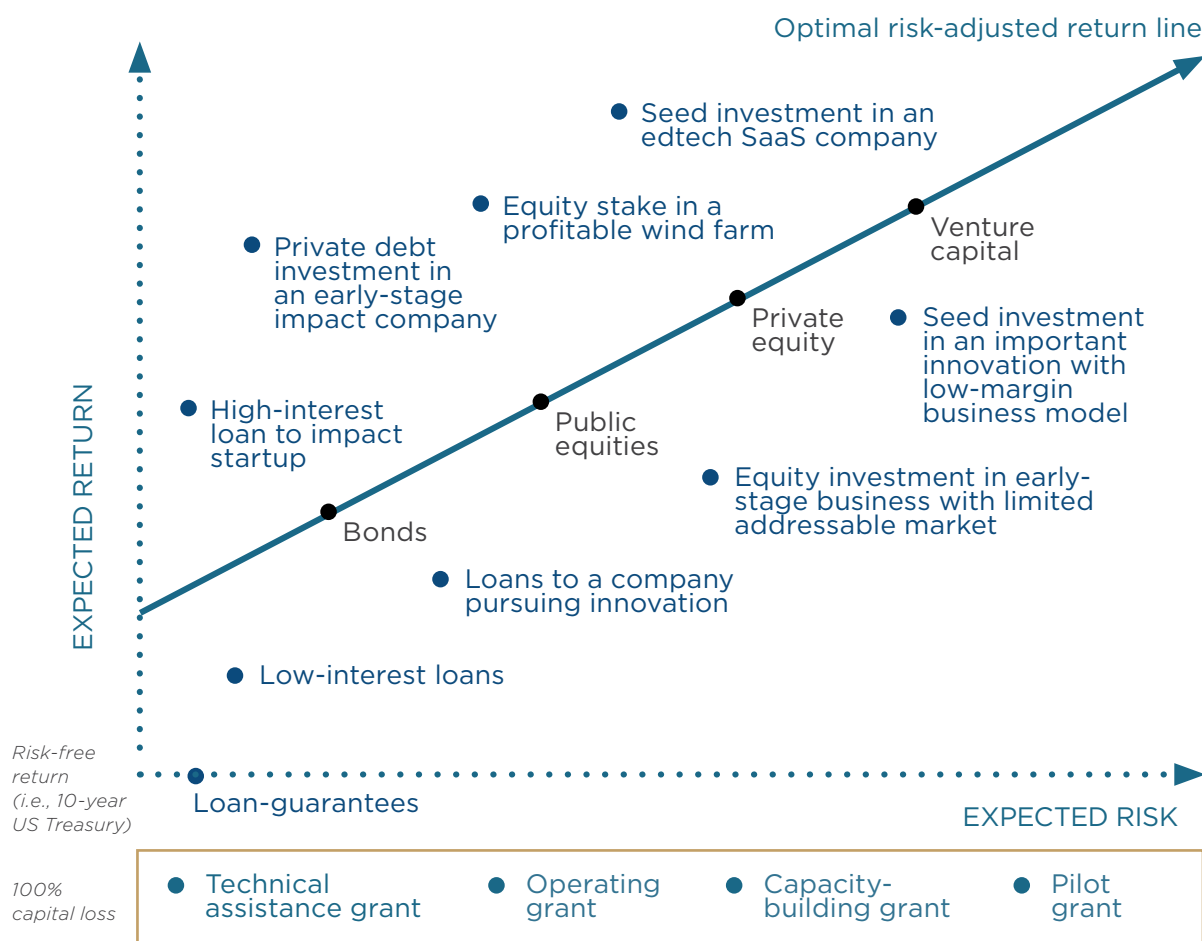 Optimal risk-adjusted return line
Seed investment in an
edtech SaaS company
Equity stake in a
profitable wind farm
Venture
capital
Private debt
investment in
an early-stage
impact company
Private
equity
Seed investment
in an important
innovation with
low-margin
business model
High-interest
loan to impact
startup
Public
equities
EXPECTED RETURN
Equity investment in early-
stage business with limited
addressable market
Bonds
Loans to a company
pursuing innovation
Low-interest loans
Risk-free
return
(i.e., 10-year
US Treasury)
Loan-guarantees
EXPECTED RISK
100%
capital loss
Technical
assistance grant
Operating
grant
Capacity-
building grant
Pilot
grant